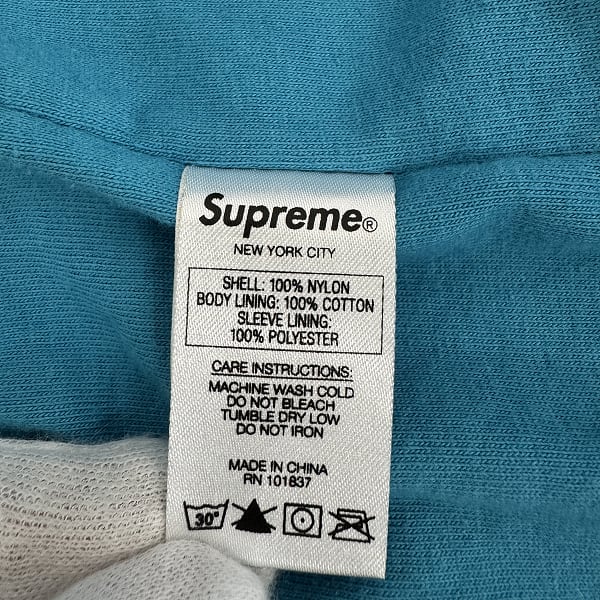 Supreme®
NEW YORK CITY
SHELL: 100% NYLON
BODY LINING: 100% COTTON
SLEEVE LINING:
100% POLYESTER
CARE INSTRUCTIONS:
MACHINE WASH COLD
DO NOT BLEACH
TUMBLE DRY LOW
DO NOT IRON
MADE IN CHINA
RN 101837
30°